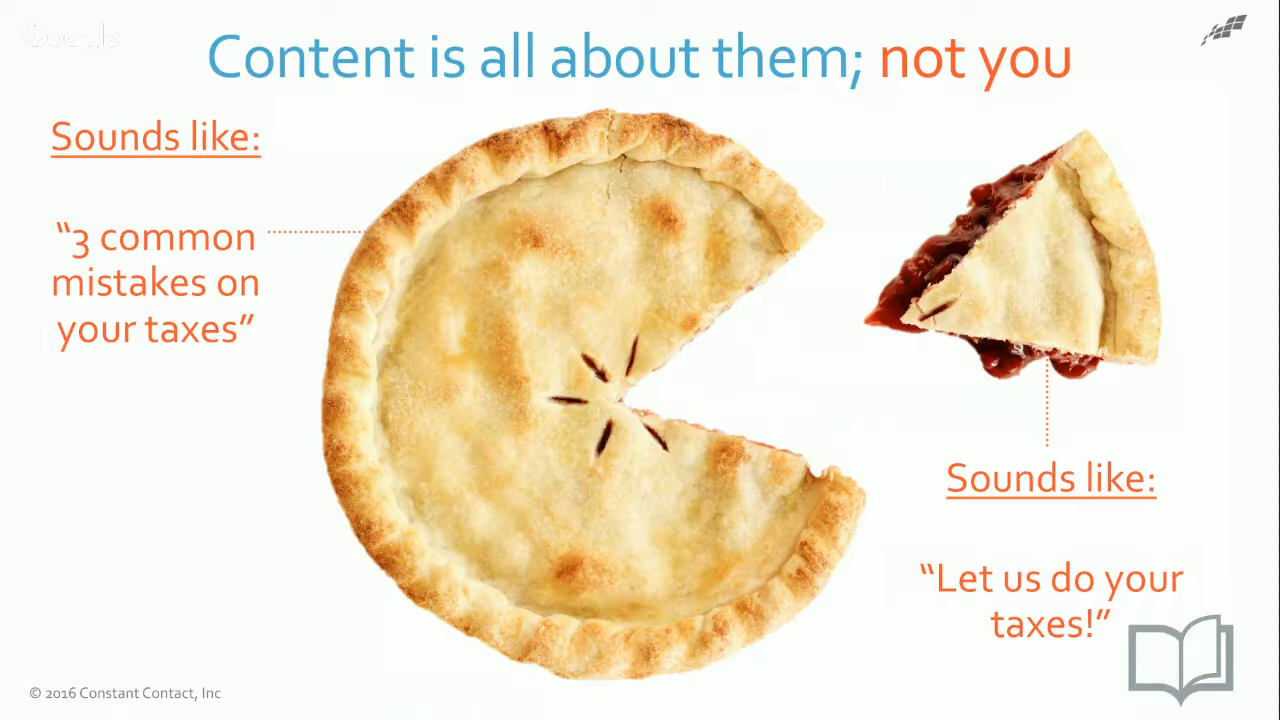 Content is all about them; not you
Sounds like:
“3 common
mistakes on
your taxes”
Sounds like:
“Let us do your
taxes!”
© 2016 Constant Contact, Inc